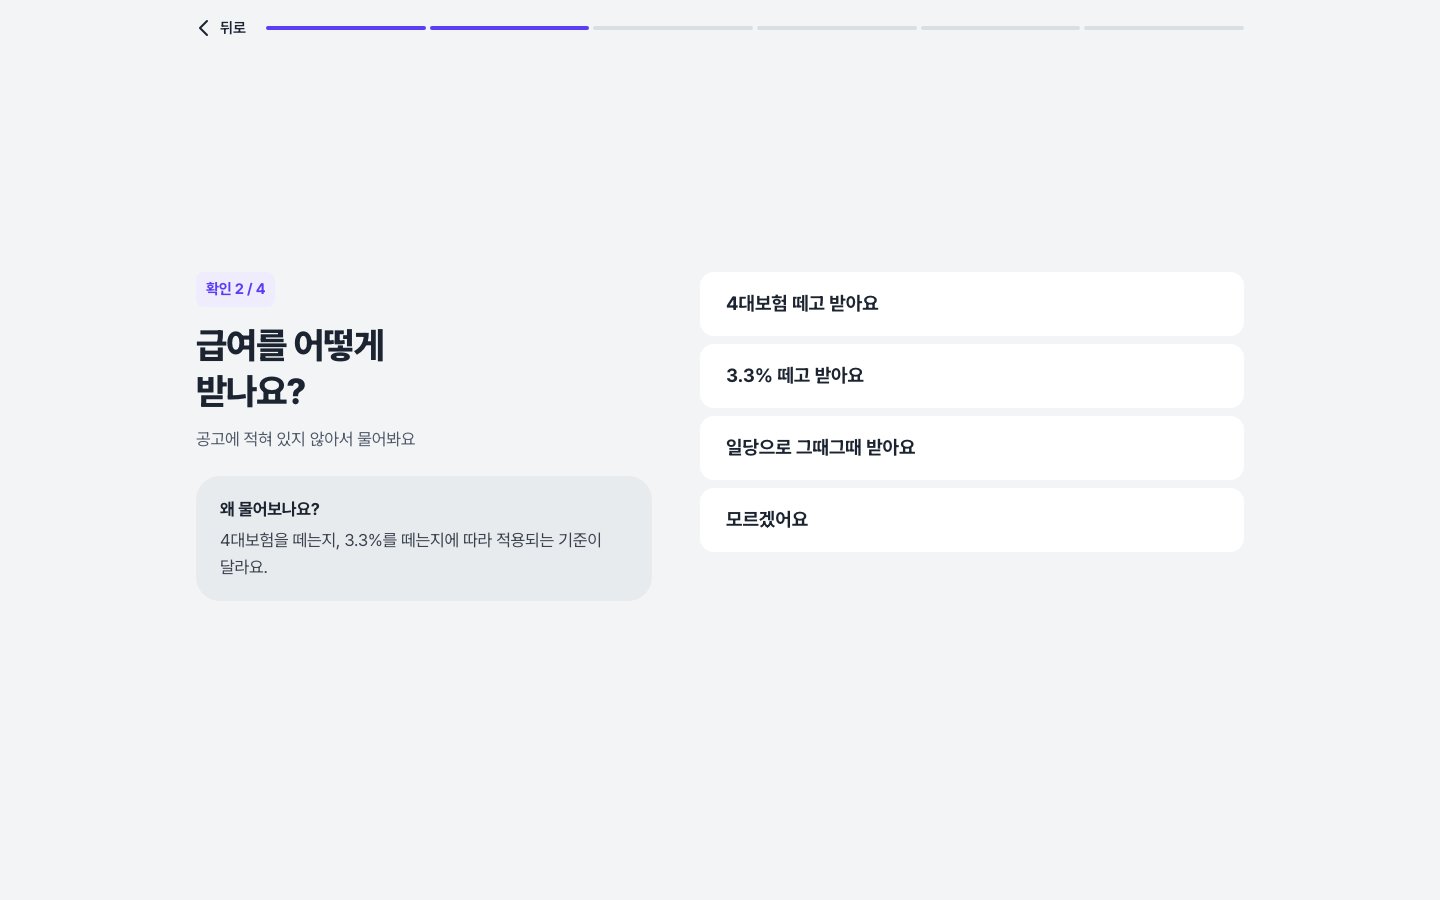 뒤로
확인 2 / 4
급여를 어떻게
받나요?
공고에 적혀 있지 않아서 물어봐요
왜 물어보나요?
4대보험을 떼는지, 3.3%를 떼는지에 따라 적용되는 기준이
달라요.
4대보험 떼고 받아요
3.3% 떼고 받아요
일당으로 그때그때 받아요
모르겠어요